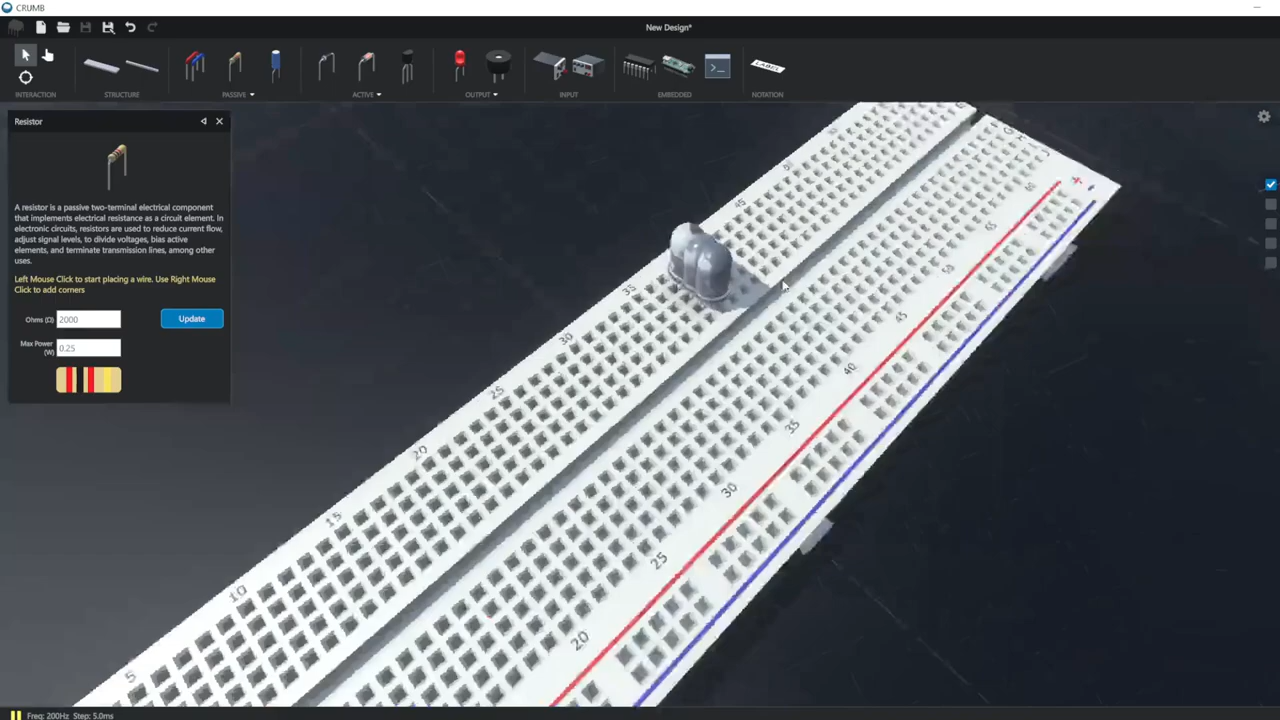 CRUMB
New Design*
INTERACTION
STRUCTURE
PASSIVE
ACTIVE
OUTPUT
INPUT
EMBEDDED
LABEL
NOTATION
Resistor
A resistor is a passive two-terminal electrical component
that implements electrical resistance as a circuit element. In
electronic circuits, resistors are used to reduce current flow,
adjust signal levels, to divide voltages, bias active
elements, and terminate transmission lines, among other
uses.
Left Mouse Click to start placing a wire. Use Right Mouse
Click to add corners
Ohms (Ω) 2000
Update
Max Power
(W) 0.25
45
35
30
25
20
15
10
5
60
50
45
40
35
30
25
20
Freq: 200Hz Step: 5.0ms